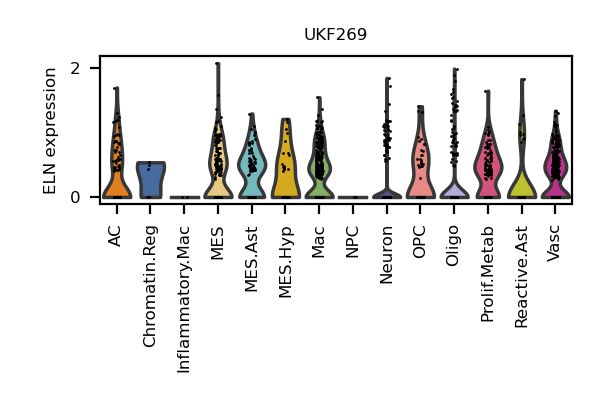 UKF269
ELN expression
2
0
AC
Chromatin.Reg
Inflammatory.Mac
MES
MES.Ast
MES.Hyp
Mac
NPC
Neuron
OPC
Oligo
Prolif.Metab
Reactive.Ast
Vasc